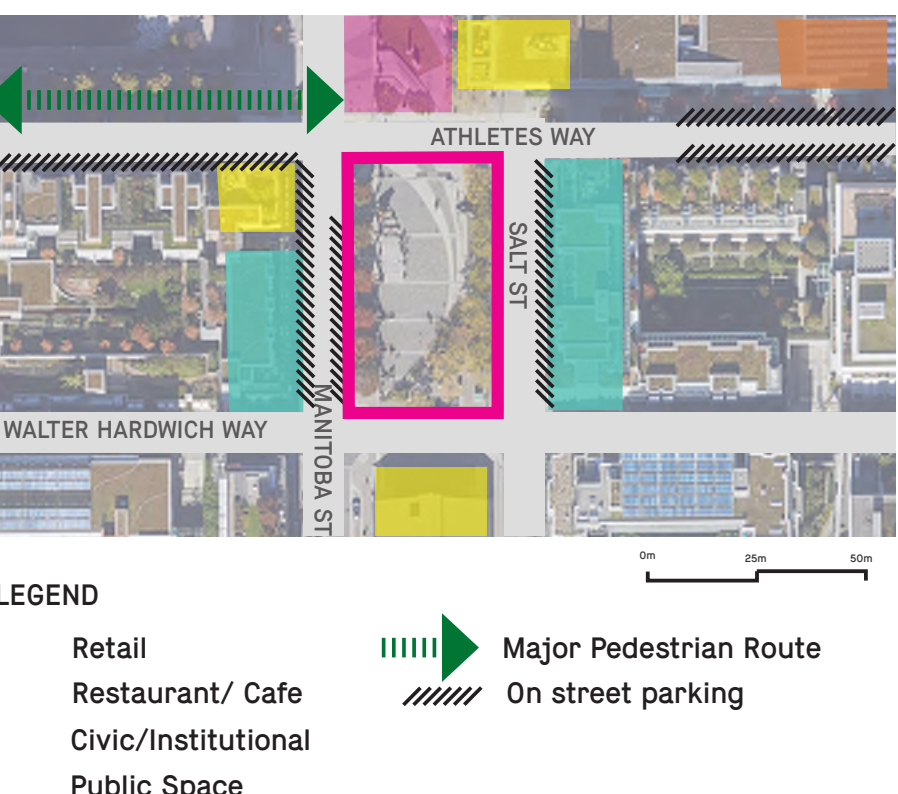 ATHLETES WAY
SALT ST
WALTER HARDWICH WAY
MANITOBA ST.
0m 25m 50m
LEGEND
Retail
Restaurant/ Cafe
Civic/Institutional
Public Space
Major Pedestrian Route
On street parking